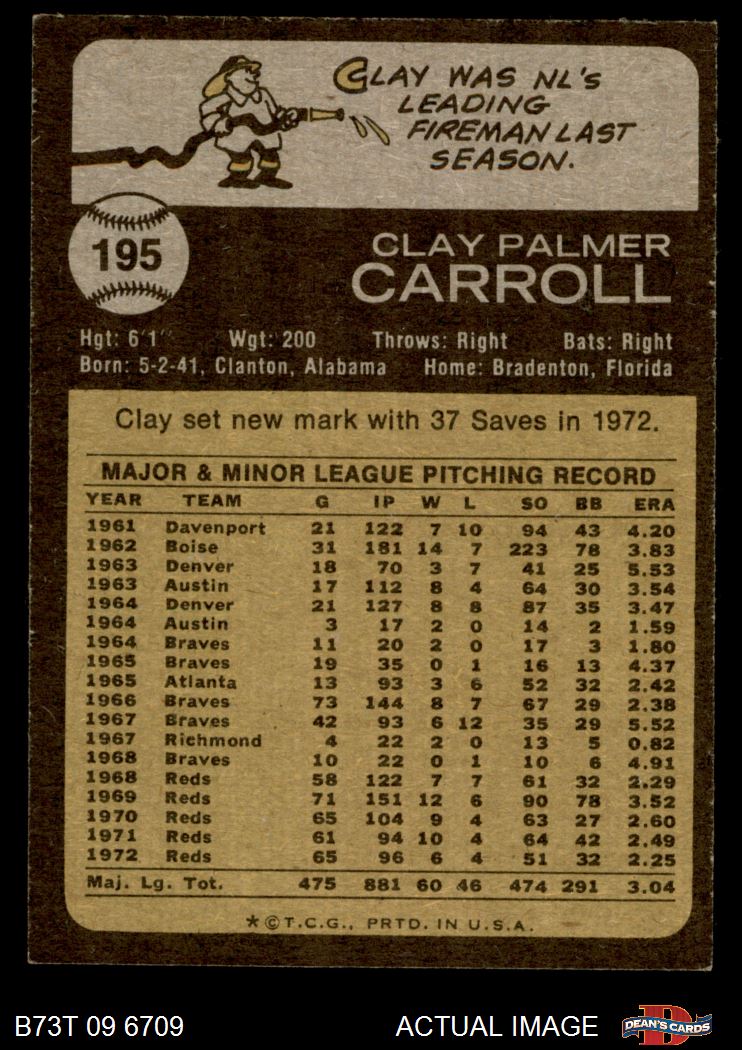 CLAY WAS NL'S
LEADING
FIREMAN LAST
SEASON.
195
CLAY PALMER
CARROLL
Hgt: 6'1" Wgt: 200 Throws: Right Bats: Right
Born: 5-2-41, Clanton, Alabama Home: Bradenton, Florida
Clay set new mark with 37 Saves in 1972.
MAJOR & MINOR LEAGUE PITCHING RECORD
YEAR TEAM G IP W L SO BB ERA
1961 Davenport 21 122 7 10 94 43 4.20
1962 Boise 31 181 14 7 223 78 3.83
1963 Denver 18 70 3 7 41 25 5.53
1963 Austin 17 112 8 4 64 30 3.54
1964 Denver 21 127 8 8 87 35 3.47
1964 Austin 3 17 2 0 14 2 1.59
1964 Braves 11 20 2 0 17 3 1.80
1965 Braves 19 35 0 1 16 13 4.37
1965 Atlanta 13 93 3 6 52 32 2.42
1966 Braves 73 144 8 7 67 29 2.38
1967 Braves 42 93 6 12 35 29 5.52
1967 Richmond 4 22 2 0 13 5 0.82
1968 Braves 10 22 0 1 10 6 4.91
1968 Reds 58 122 7 7 61 32 2.29
1969 Reds 71 151 12 6 90 78 3.52
1970 Reds 65 104 9 4 63 27 2.60
1971 Reds 61 94 10 4 64 42 2.49
1972 Reds 65 96 6 4 51 32 2.25
Maj. Lg. Tot. 475 881 60 46 474 291 3.04
*©T.C.G., PRTD. IN U.S.A.
B73T 09 6709 ACTUAL IMAGE D DEAN'S CARDS